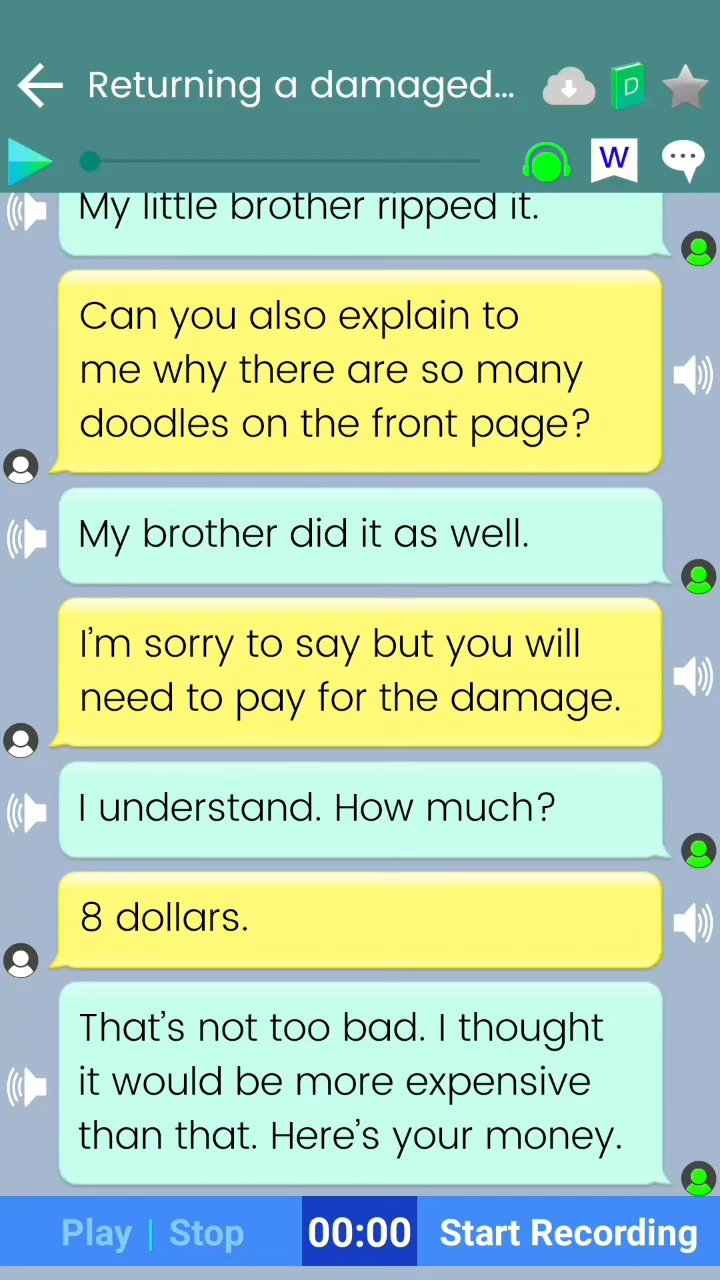 Returning a damaged...
D
W
My little brother ripped it.
Can you also explain to
me why there are so many
doodles on the front page?
My brother did it as well.
I'm sorry to say but you will
need to pay for the damage.
I understand. How much?
8 dollars.
That's not too bad. I thought
it would be more expensive
than that. Here's your money.
Play | Stop 00:00 Start Recording